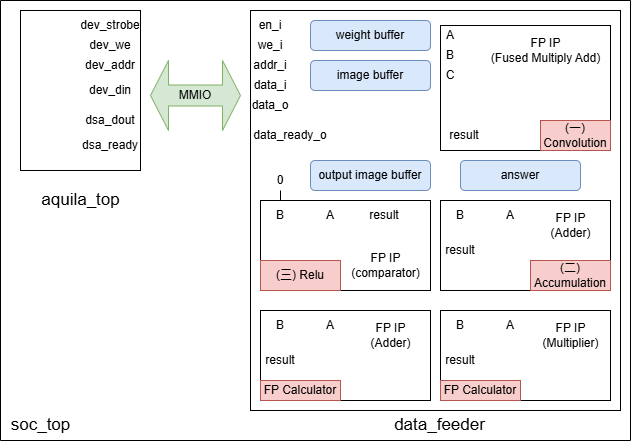 dev_strobe
dev_we
dev_addr
dev_din
dsa_dout
dsa_ready
aquila_top
MMIO
en_i
we_i
addr_i
data_i
data_o
data_ready_o
weight buffer
image buffer
A
B
C
FP IP
(Fused Multiply Add)
result
(一)
Convolution
output image buffer
answer
0
B A result
FP IP
(comparator)
(三) Relu
B A FP IP
(Adder)
result
(二)
Accumulation
B A FP IP
(Adder)
result
FP Calculator
B A FP IP
(Multiplier)
result
FP Calculator
soc_top
data_feeder